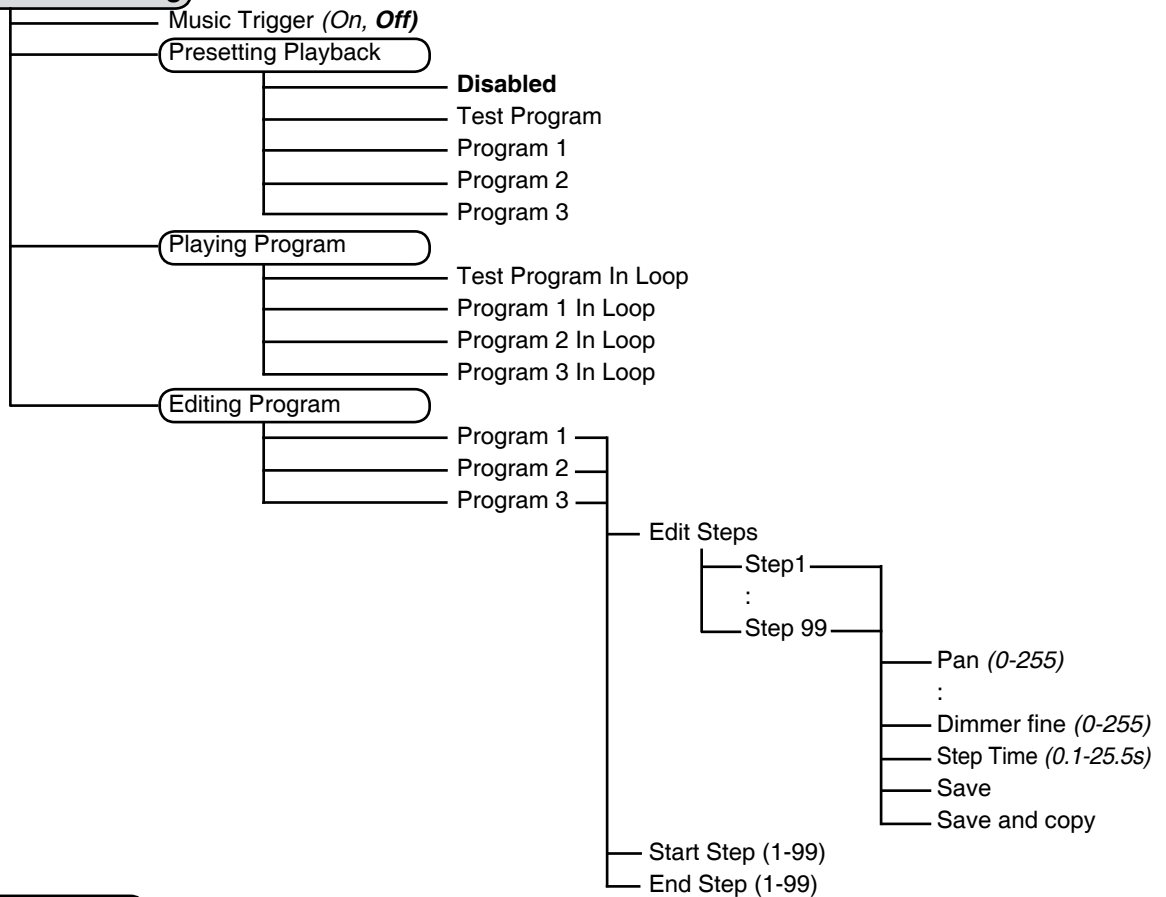 Music Trigger (On, Off)
Presetting Playback
Disabled
Test Program
Program 1
Program 2
Program 3
Playing Program
Test Program In Loop
Program 1 In Loop
Program 2 In Loop
Program 3 In Loop
Editing Program
Program 1
Program 2
Program 3
Edit Steps
Step1
:
Step 99
Pan (0-255)
:
Dimmer fine (0-255)
Step Time (0.1-25.5s)
Save
Save and copy
Start Step (1-99)
End Step (1-99)